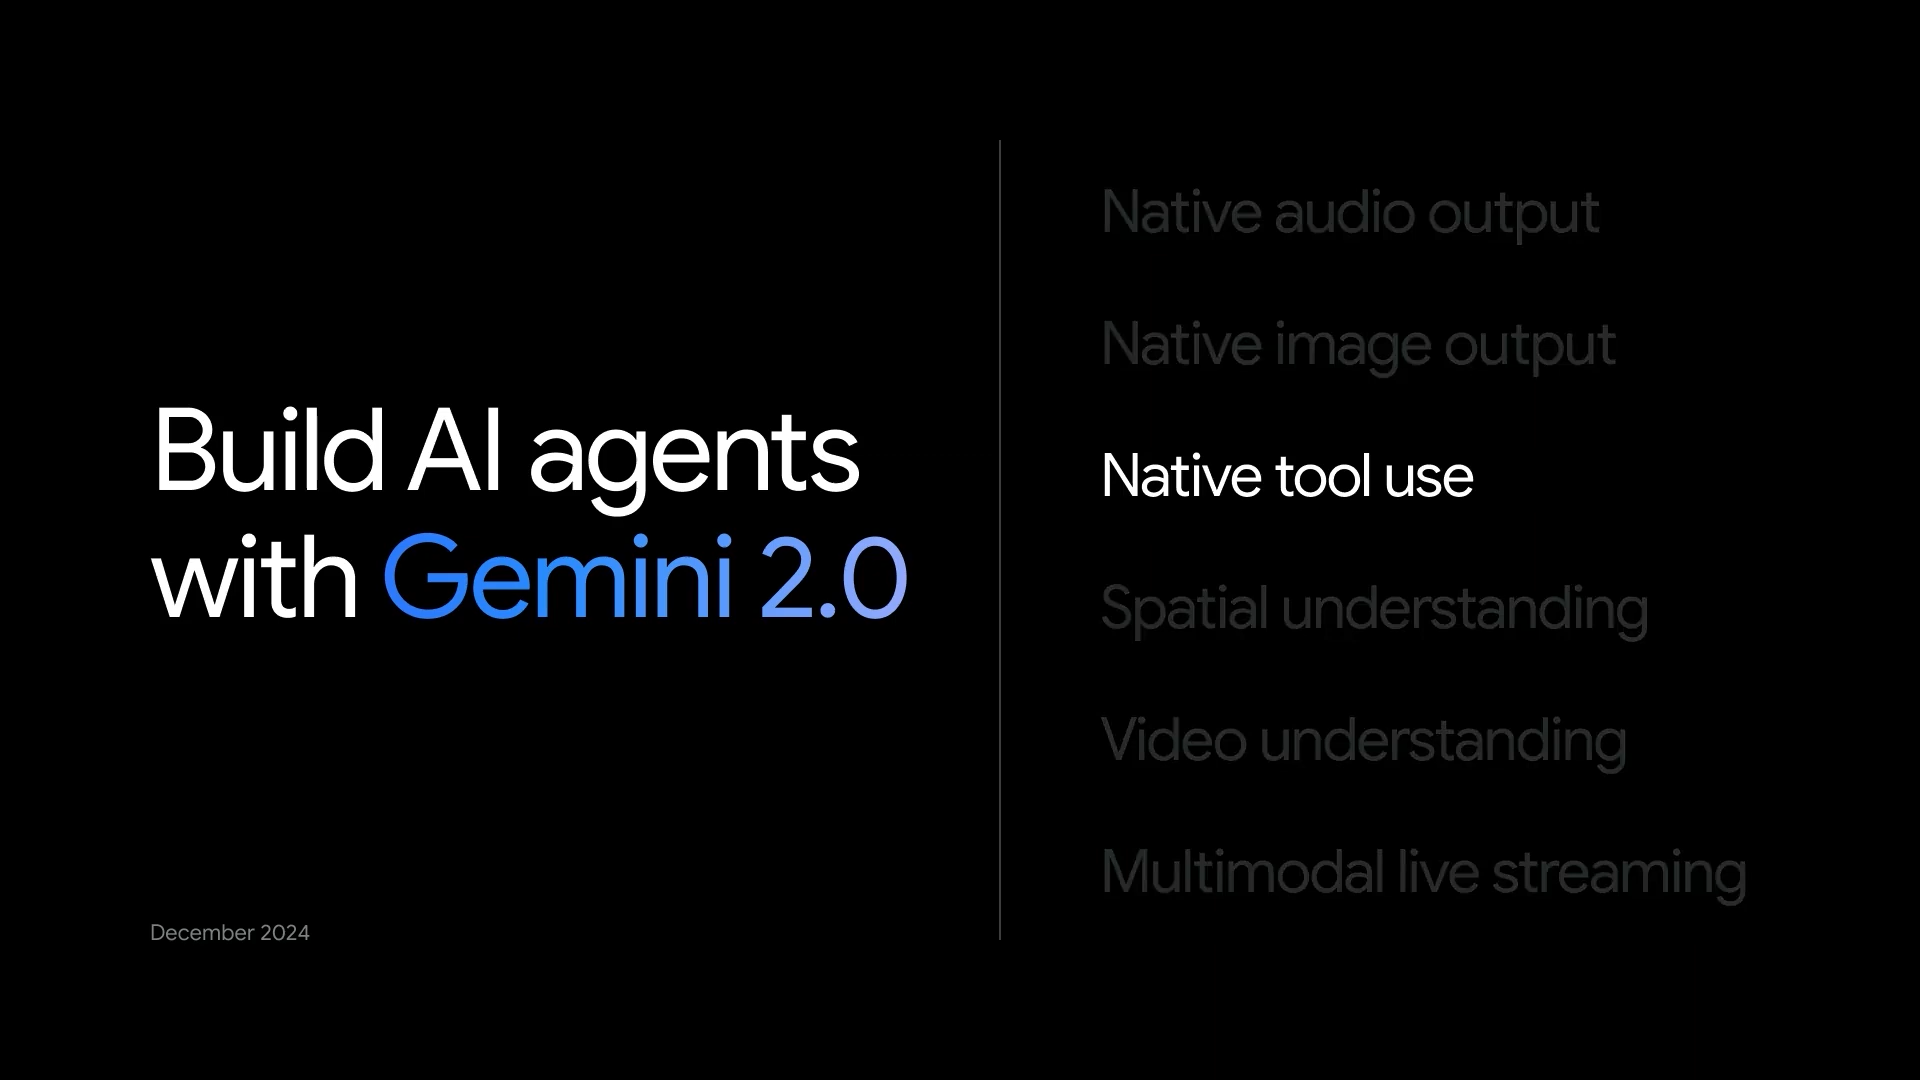 Build AI agents
with Gemini 2.0
December 2024
Native audio output
Native image output
Native tool use
Spatial understanding
Video understanding
Multimodal live streaming